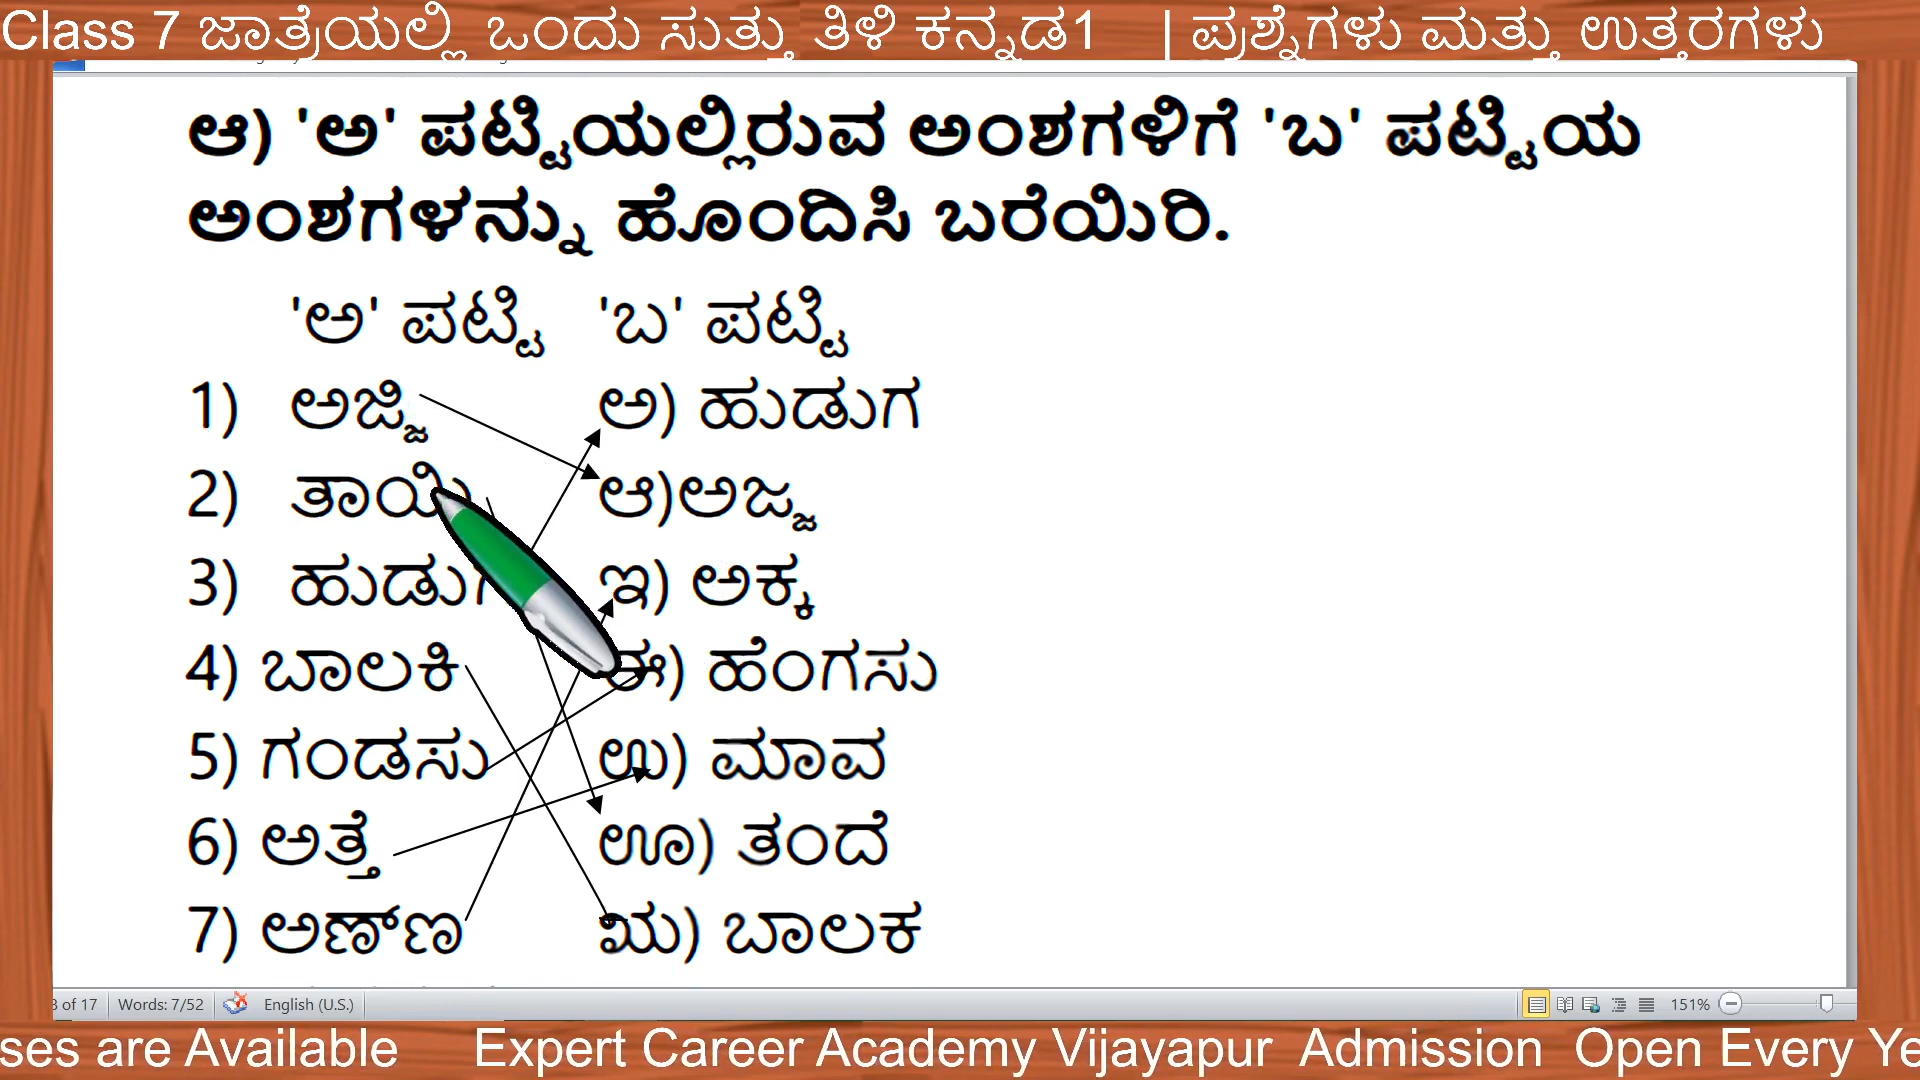 Class 7 ಜಾತ್ರೆಯಲ್ಲಿ ಒಂದು ಸುತ್ತು ತಿಳಿ ಕನ್ನಡ1 | ಪ್ರಶ್ನೆಗಳು ಮತ್ತು ಉತ್ತರಗಳು
ಆ) 'ಅ' ಪಟ್ಟಿಯಲ್ಲಿರುವ ಅಂಶಗಳಿಗೆ 'ಬ' ಪಟ್ಟಿಯ
ಅಂಶಗಳನ್ನು ಹೊಂದಿಸಿ ಬರೆಯಿರಿ.
'ಅ' ಪಟ್ಟಿ 'ಬ' ಪಟ್ಟಿ
1) ಅಜ್ಜಿ ಅ) ಹುಡುಗ
2) ತಾಯಿ ಆ)ಅಜ್ಜ
3) ಇ) ಅಕ್ಕ
4) ಬಾಲಕಿ ಈ) ಹೆಂಗಸು
5) ಗಂಡಸು ಉ) ಮಾವ
6) ಅತ್ತೆ ಊ) ತಂದೆ
7) ಅಣ್ಣ ಋ) ಬಾಲಕ
of 17 Words: 7/52 English (U.S.) 151%
are Available Expert Career Academy Vijayapur Admission Open Every